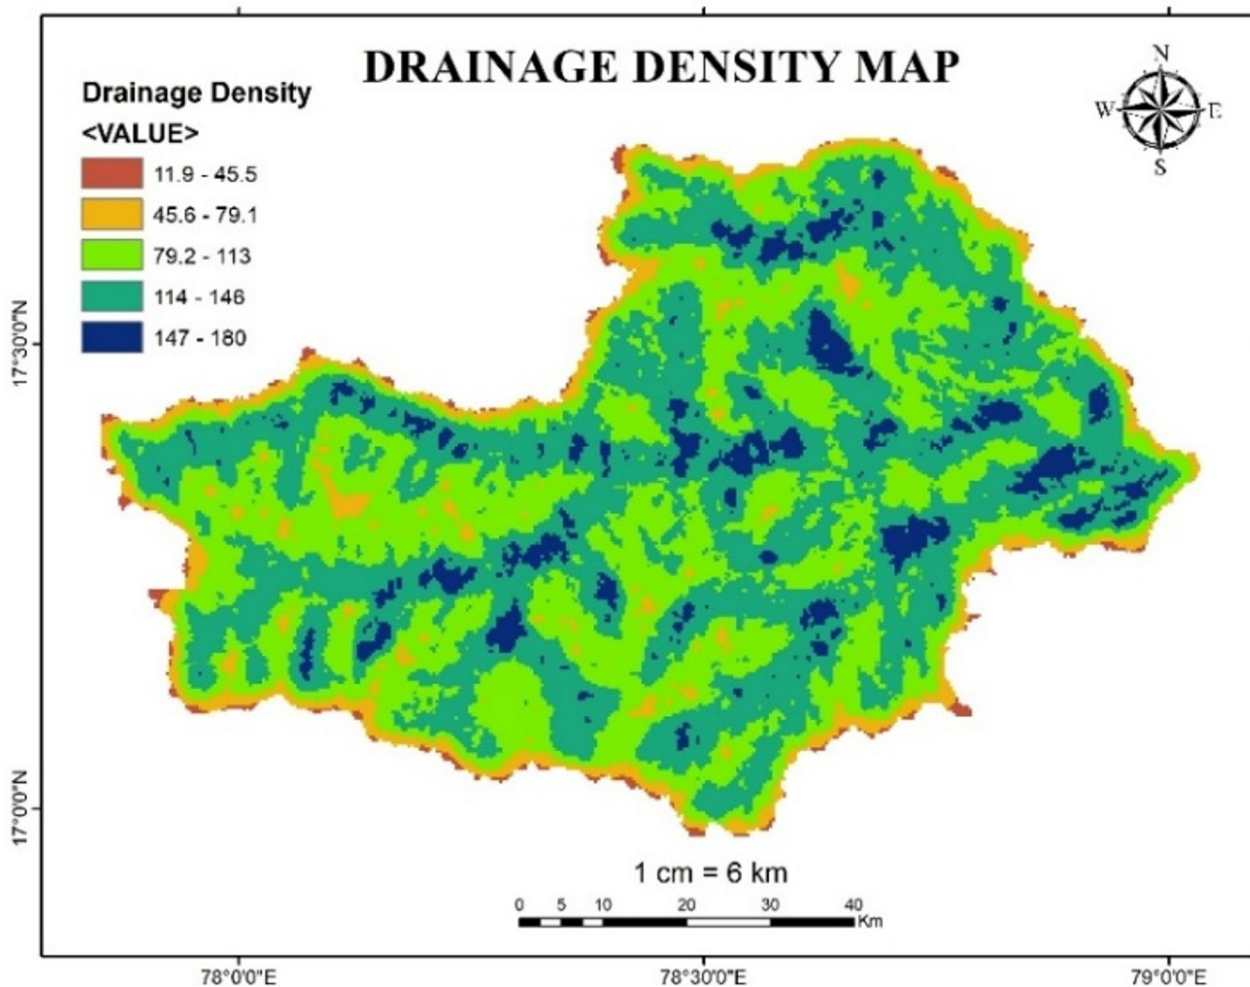 DRAINAGE DENSITY MAP
N
W E
S
Drainage Density
<VALUE>
11.9 - 45.5
45.6 - 79.1
79.2 - 113
114 - 146
147 - 180
17°30'0"N
17°0'0"N
1 cm = 6 km
0 5 10 20 30 40
Km
78°0'0"E 78°30'0"E 79°0'0"E